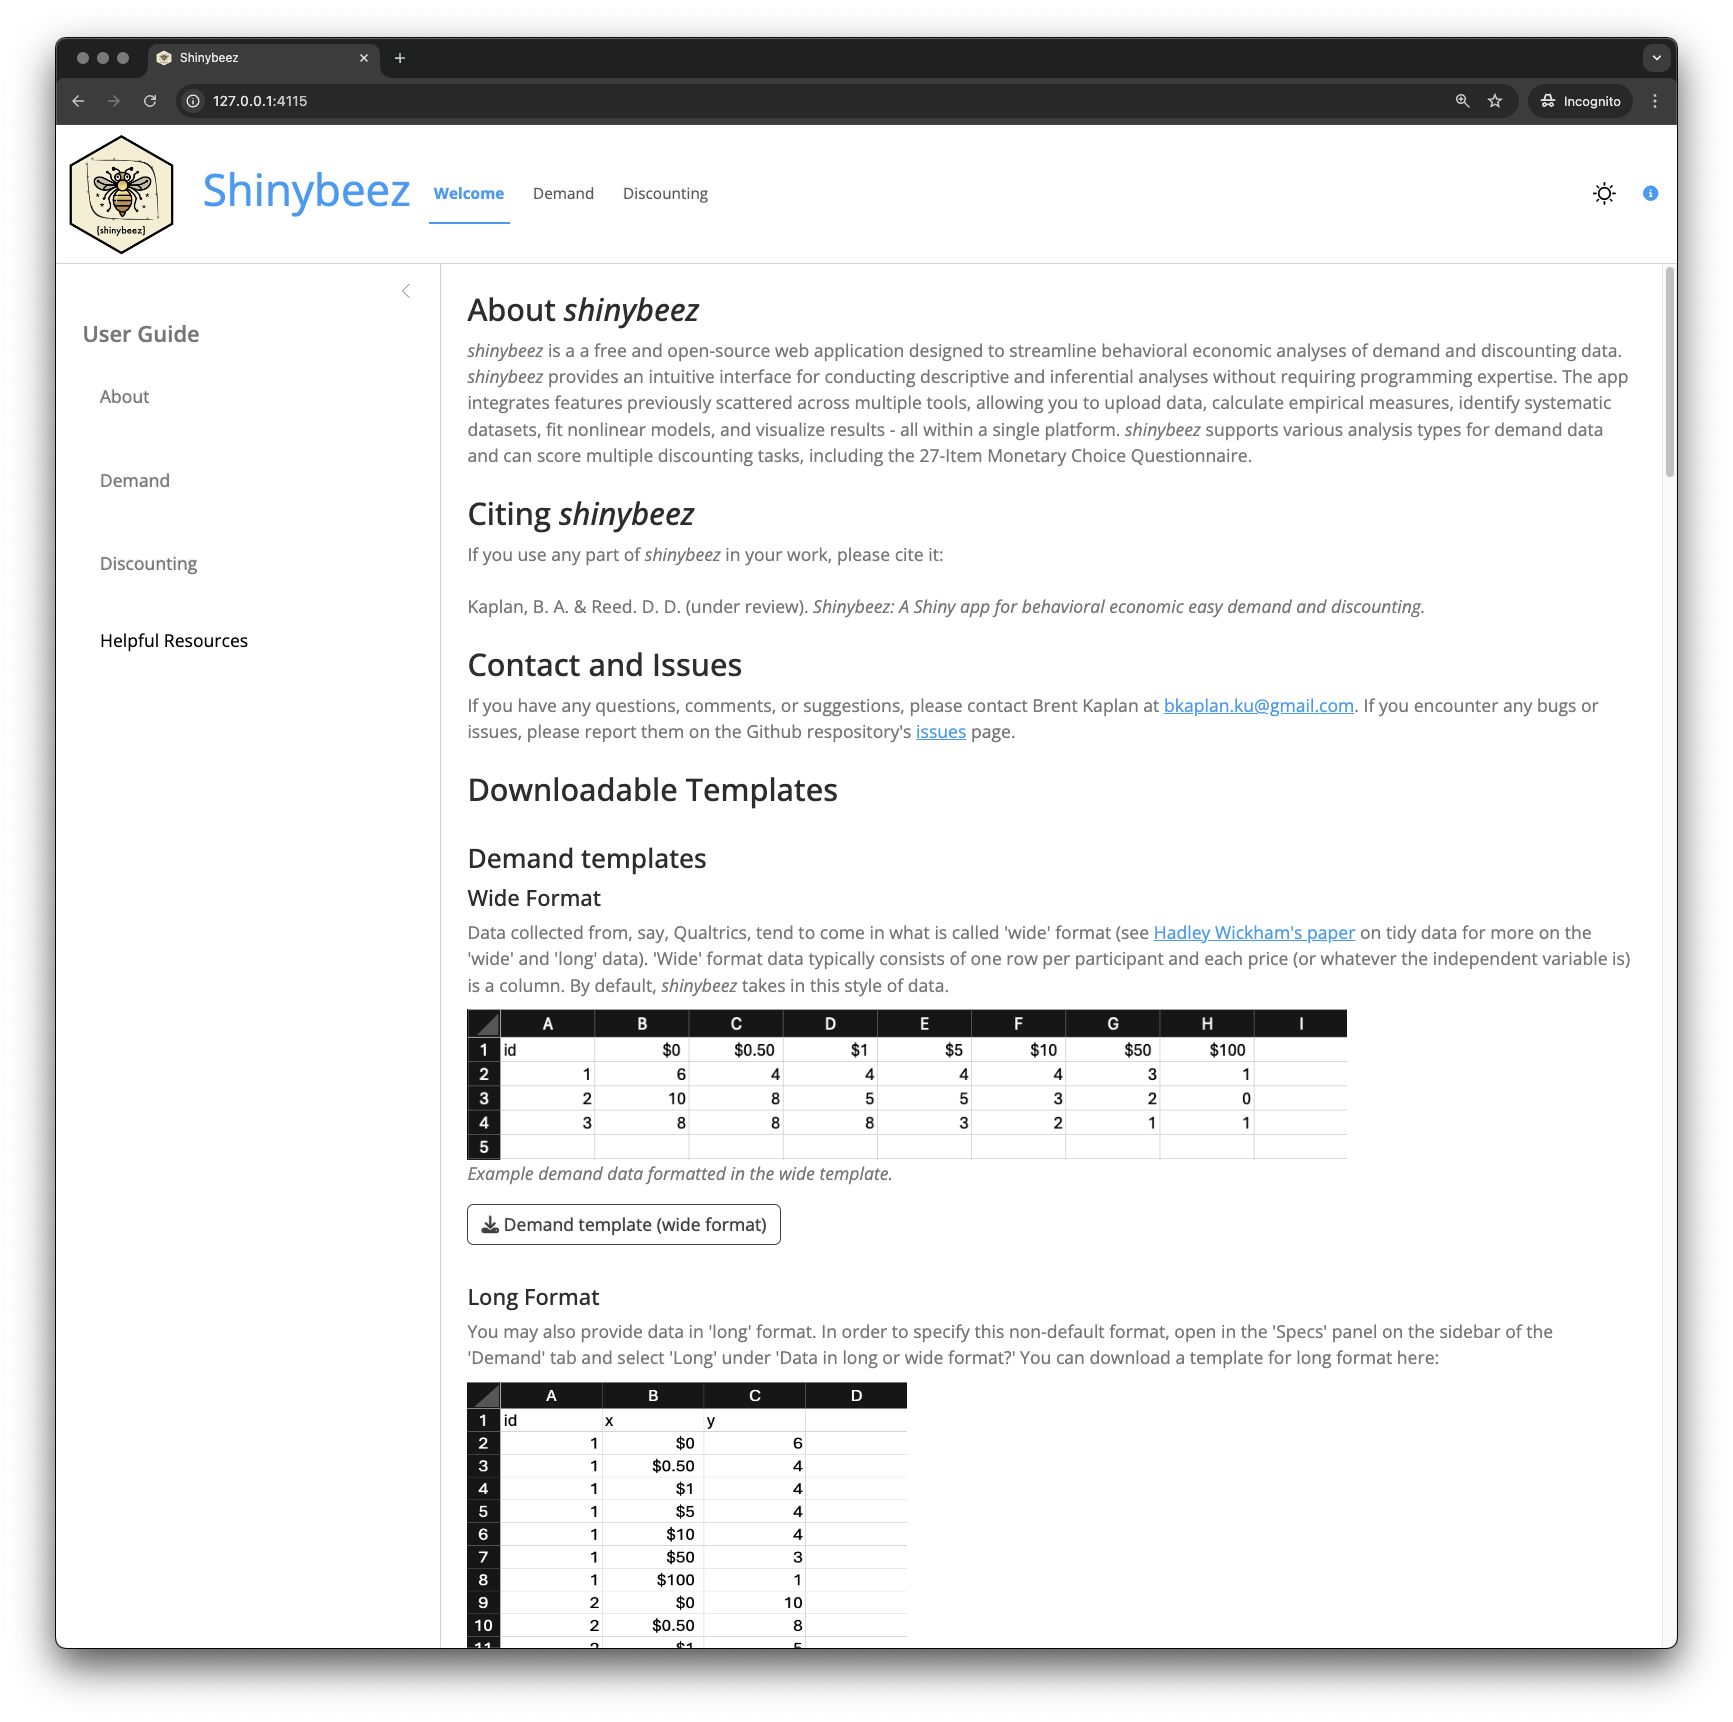 Shinybeez
127.0.0.1:4115
Incognito
{shinybeez}
Shinybeez
Welcome
Demand
Discounting
User Guide
About
Demand
Discounting
Helpful Resources
About shinybeez
shinybeez is a a free and open-source web application designed to streamline behavioral economic analyses of demand and discounting data.
shinybeez provides an intuitive interface for conducting descriptive and inferential analyses without requiring programming expertise. The app
integrates features previously scattered across multiple tools, allowing you to upload data, calculate empirical measures, identify systematic
datasets, fit nonlinear models, and visualize results - all within a single platform. shinybeez supports various analysis types for demand data
and can score multiple discounting tasks, including the 27-Item Monetary Choice Questionnaire.
Citing shinybeez
If you use any part of shinybeez in your work, please cite it:
Kaplan, B. A. & Reed. D. D. (under review). Shinybeez: A Shiny app for behavioral economic easy demand and discounting.
Contact and Issues
If you have any questions, comments, or suggestions, please contact Brent Kaplan at bkaplan.ku@gmail.com. If you encounter any bugs or
issues, please report them on the Github respository's issues page.
Downloadable Templates
Demand templates
Wide Format
Data collected from, say, Qualtrics, tend to come in what is called 'wide' format (see Hadley Wickham's paper on tidy data for more on the
'wide' and 'long' data). 'Wide' format data typically consists of one row per participant and each price (or whatever the independent variable is)
is a column. By default, shinybeez takes in this style of data.
A B C D E F G H I
1 id $0 $0.50 $1 $5 $10 $50 $100
2 1 6 4 4 4 4 3 1
3 2 10 8 5 5 3 2 0
4 3 8 8 8 3 2 1 1
5
Example demand data formatted in the wide template.
Demand template (wide format)
Long Format
You may also provide data in 'long' format. In order to specify this non-default format, open in the 'Specs' panel on the sidebar of the
'Demand' tab and select 'Long' under 'Data in long or wide format?' You can download a template for long format here:
A B C D
1 id x y
2 1 $0 6
3 1 $0.50 4
4 1 $1 4
5 1 $5 4
6 1 $10 4
7 1 $50 3
8 1 $100 1
9 2 $0 10
10 2 $0.50 8
11 2 $1 5